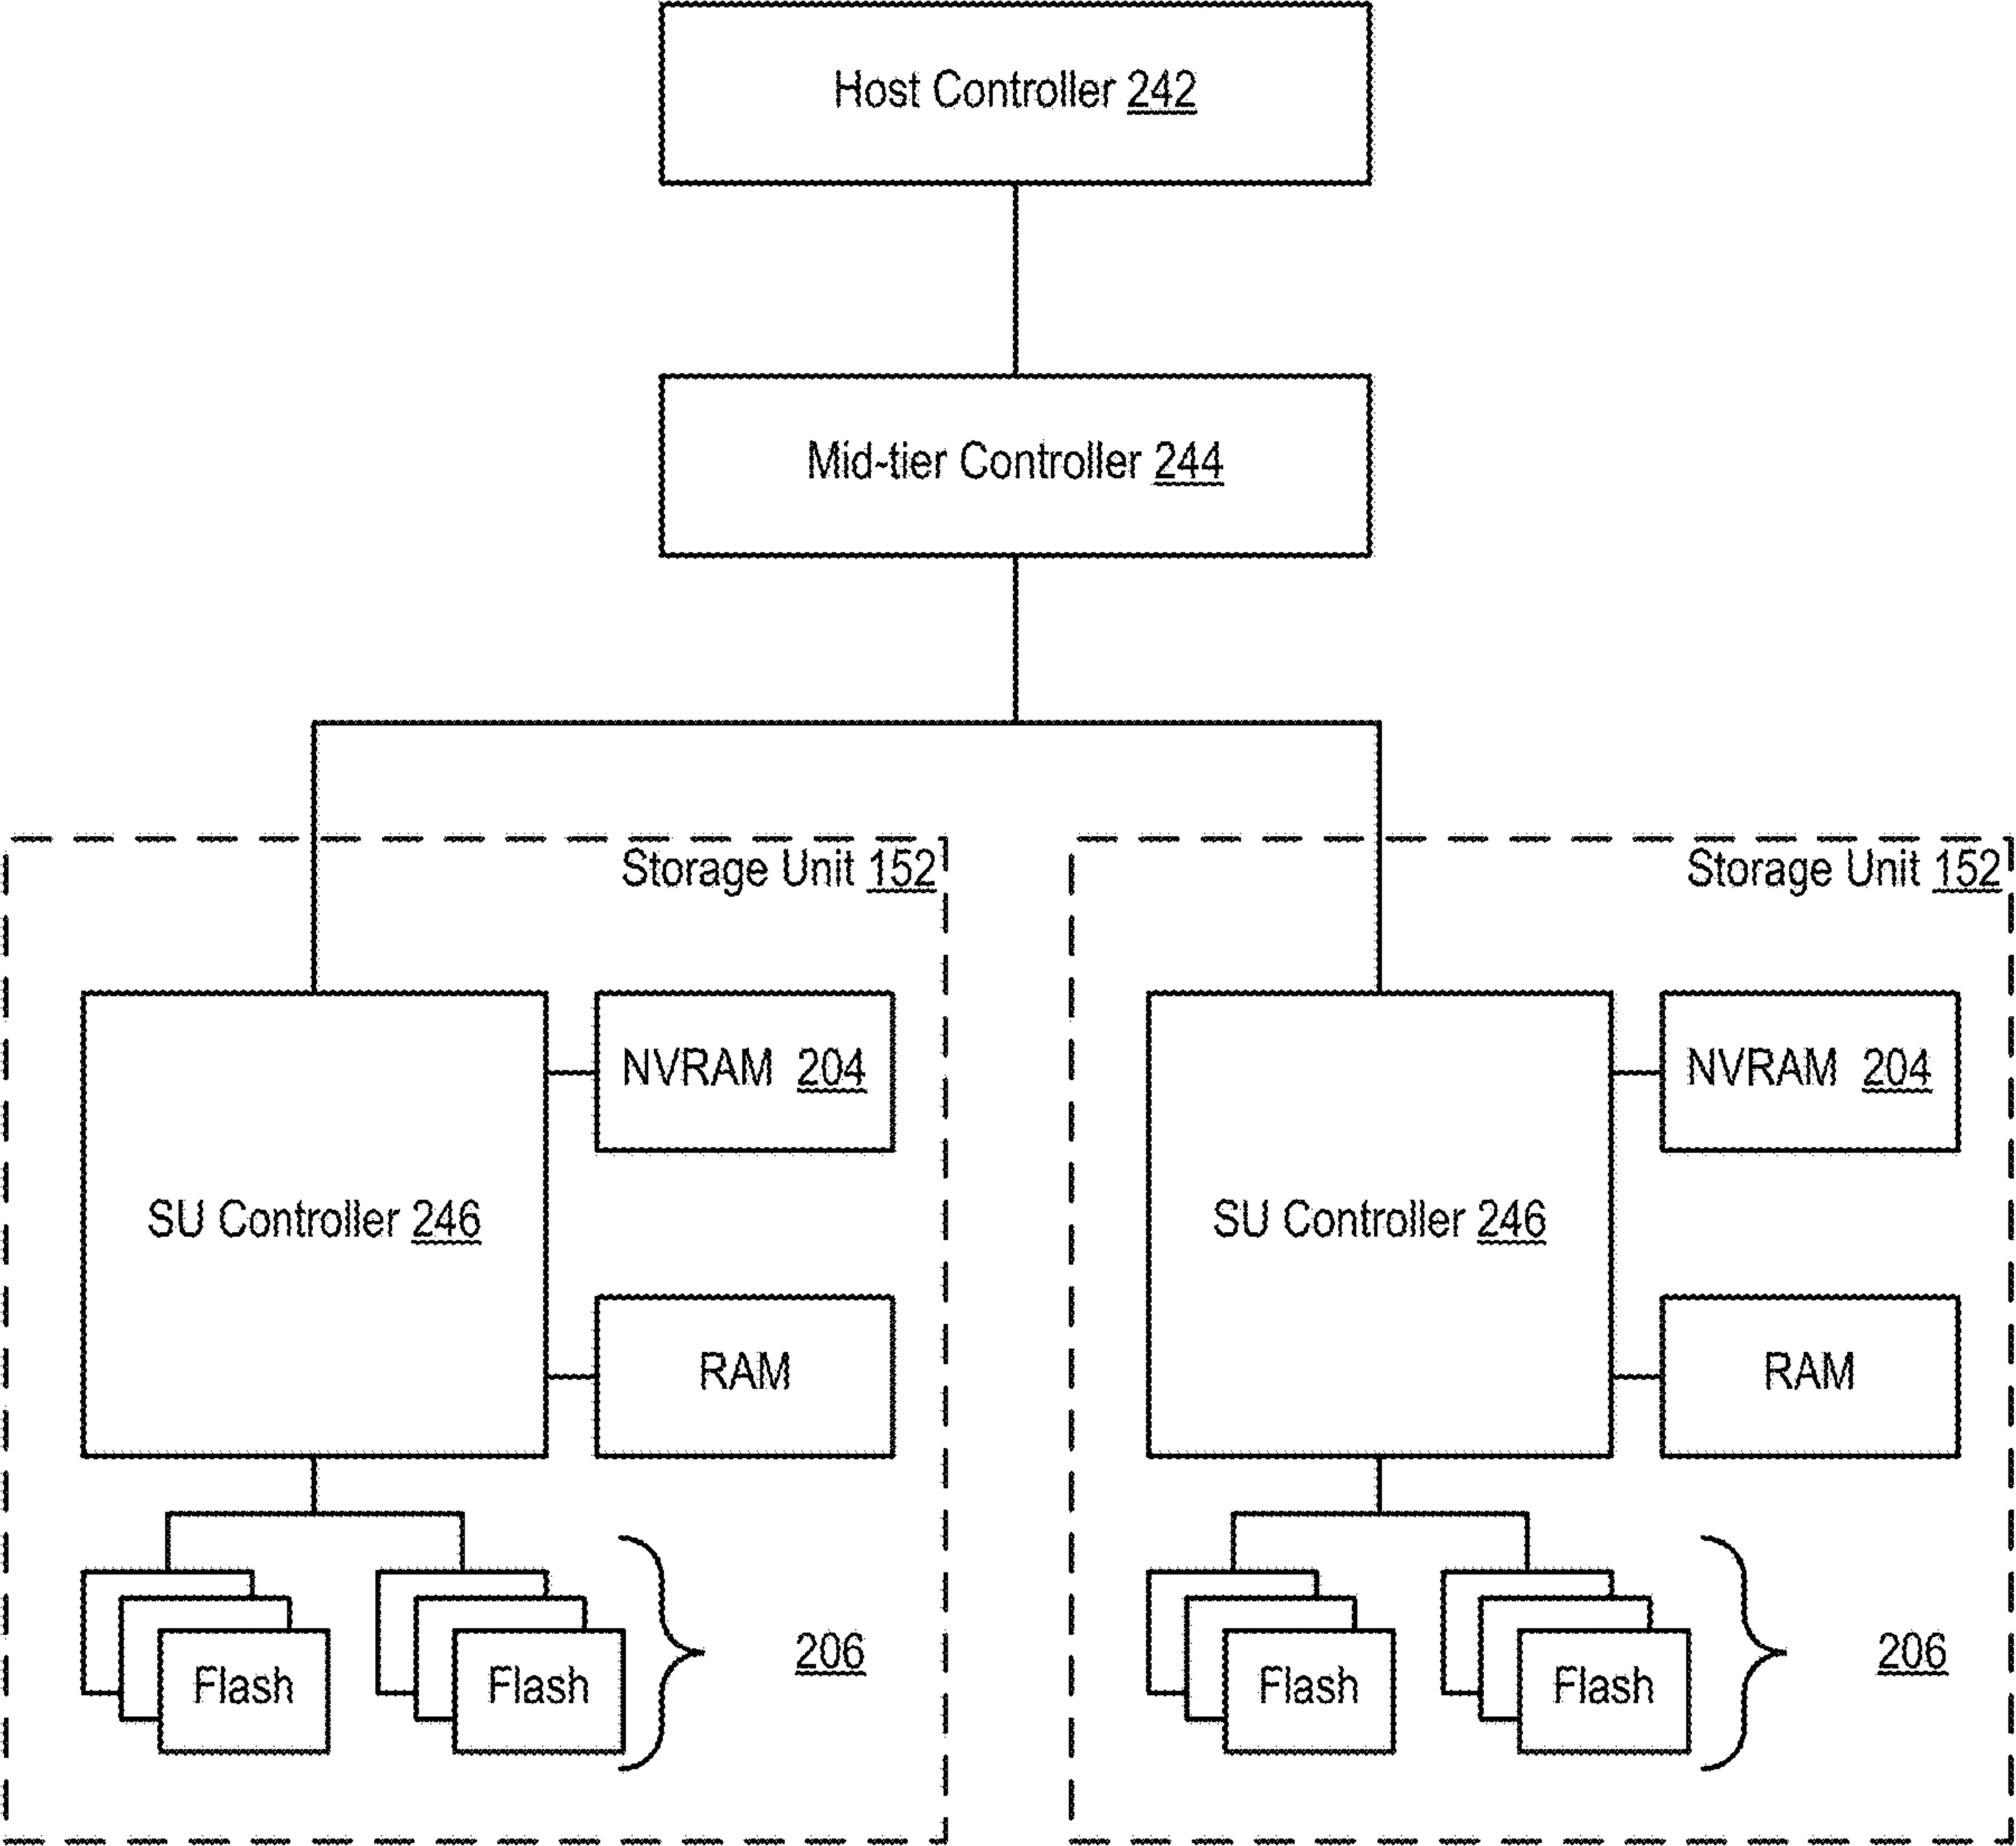 Host Controller 242
Mid-tier Controller 244
Storage Unit 152
Storage Unit 152
NVRAM 204
NVRAM 204
SU Controller 246
SU Controller 246
RAM
RAM
206
206
Flash
Flash
Flash
Flash